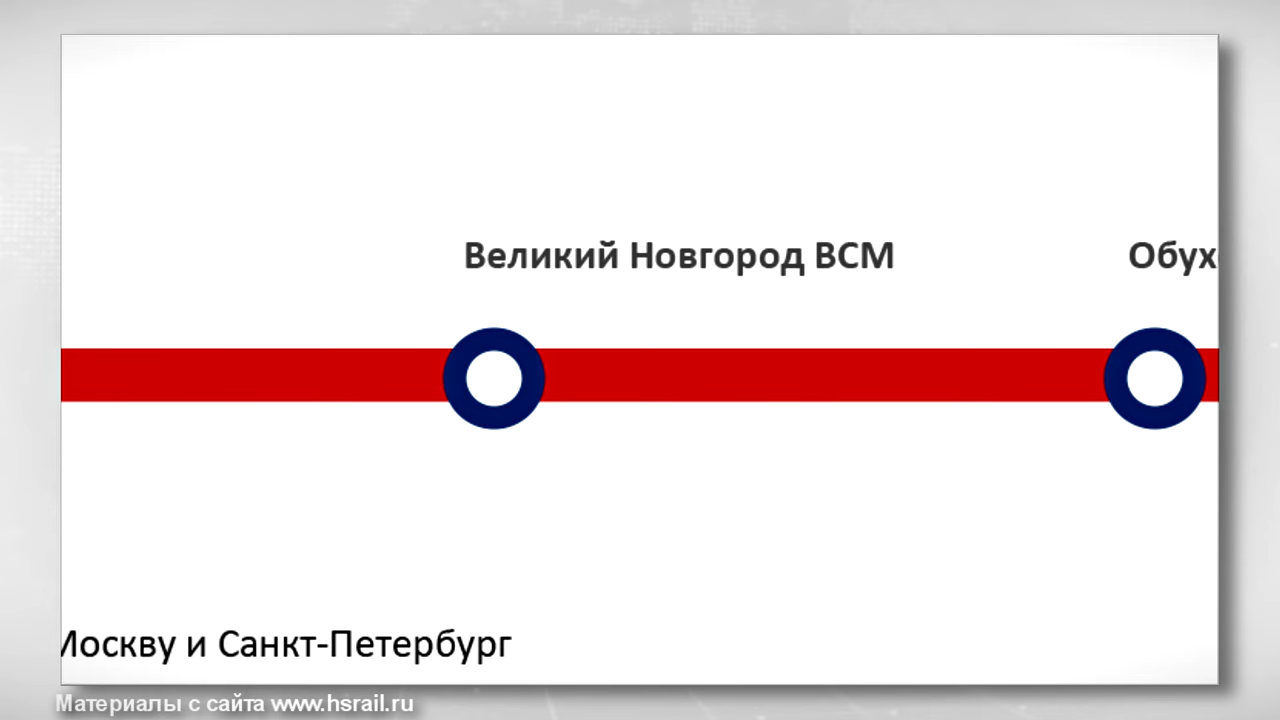 Великий Новгород ВСМ
Москву и Санкт-Петербург
Материалы с сайта www.hsrail.ru